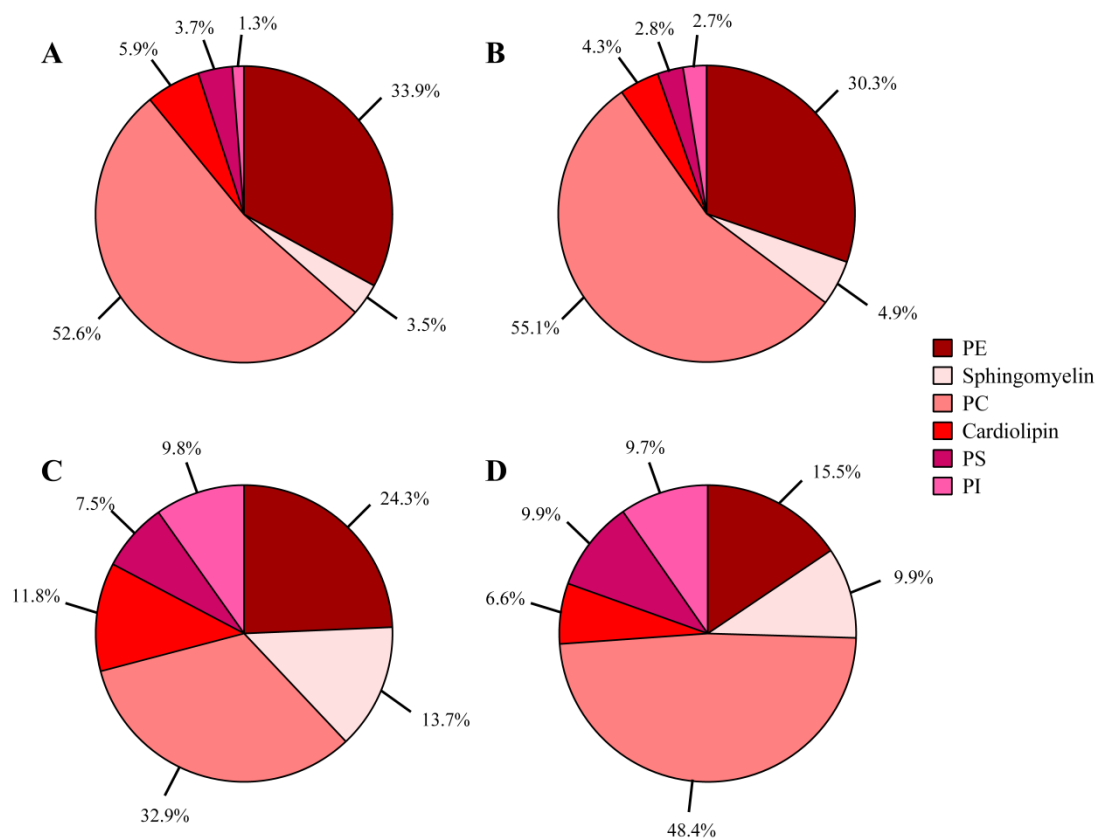 A
5.9%
3.7%
1.3%
33.9%
52.6%
3.5%
B
4.3%
2.8%
2.7%
30.3%
55.1%
4.9%
PE
Sphingomyelin
PC
Cardiolipin
PS
PI
C
7.5%
9.8%
24.3%
11.8%
13.7%
32.9%
D
9.9%
9.7%
15.5%
6.6%
9.9%
48.4%